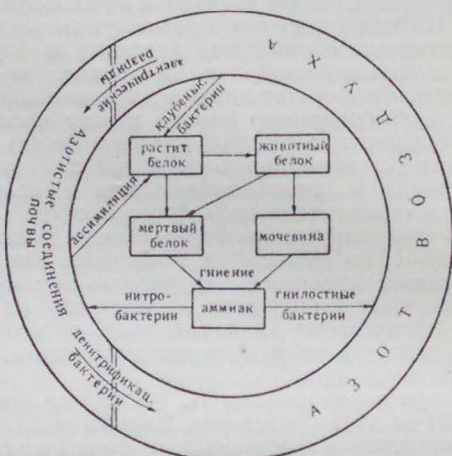 АЗОТ ВОЗДУХА
электрические
разряды
Азотистые соединения
почвы
клубеньк.
бактерии
ассимиляция
растит.
белок
животный
белок
мертвый
белок
мочевина
гниение
нитро-
бактерии
аммиак
гнилостные
бактерии
денитрификац.
бактерии